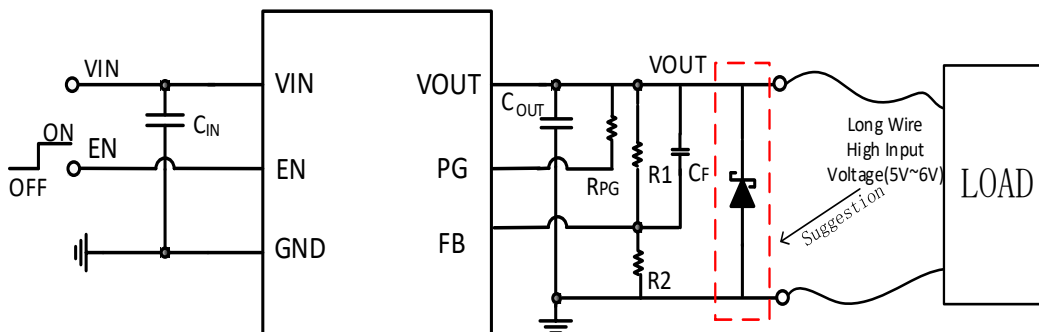 VIN
VIN
CIN
ON
EN
OFF
EN
GND
VOUT
PG
FB
COUT
RPG
R1
CF
R2
VOUT
Long Wire
High Input
Voltage(5V~6V)
Suggestion
LOAD